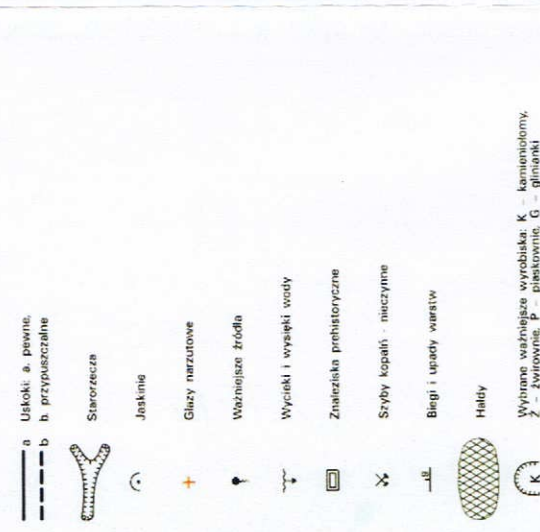 a Uskoki: a. pewne,
b b. przypuszczalne
Starorzecza
Jaskinie
Głazy narzutowe
Ważniejsze źródła
Wycieki i wysięki wody
Znaleziska prehistoryczne
Szyby kopalń - nieczynne
Biegi i upady warstw
Hałdy
K Wybrane ważniejsze wyrobiska: K - kamieniołomy,
Ż - żwirownie, P - piaskownie, G - glinianki